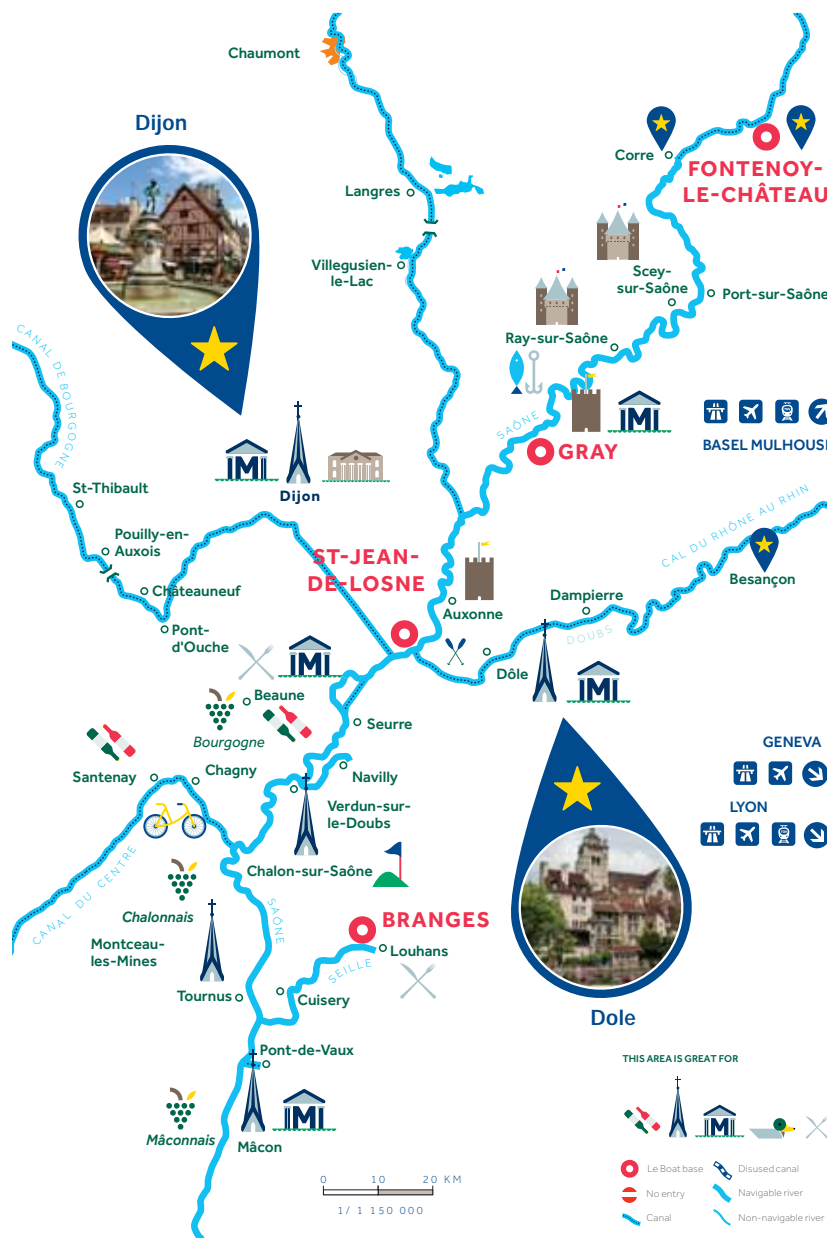 Chaumont
Dijon
Corre
FONTENOY-
LE-CHÂTEAU
Langres
Villegusien-
le-Lac
Scey-
sur-Saône
Port-sur-Saône
Ray-sur-Saône
CANAL DE BOURGOGNE
SAÔNE
GRAY
BASEL MULHOUSE
M
M
Dijon
St-Thibault
Pouilly-en-
Auxois
Châteauneuf
Pont-
d'Ouche
ST-JEAN-
DE-LOSNE
Auxonne
CAL DU RHÔNE AU RHIN
Besançon
Dampierre
DOUBS
Dôle
M
M
Beaune
Bourgogne
Seurre
Santenay
Chagny
Navilly
Verdun-sur-
le-Doubs
Chalon-sur-Saône
GENEVA
LYON
CANAL DU CENTRE
Chalonnais
SAÔNE
Montceau-
les-Mines
BRANGES
Louhans
SEILLE
Tournus
Cuisery
Dole
Pont-de-Vaux
M
Mâconnais
Mâcon
THIS AREA IS GREAT FOR
M
0 10 20 KM
1/ 1 150 000
Le Boat base
Disused canal
No entry
Navigable river
Canal
Non-navigable river